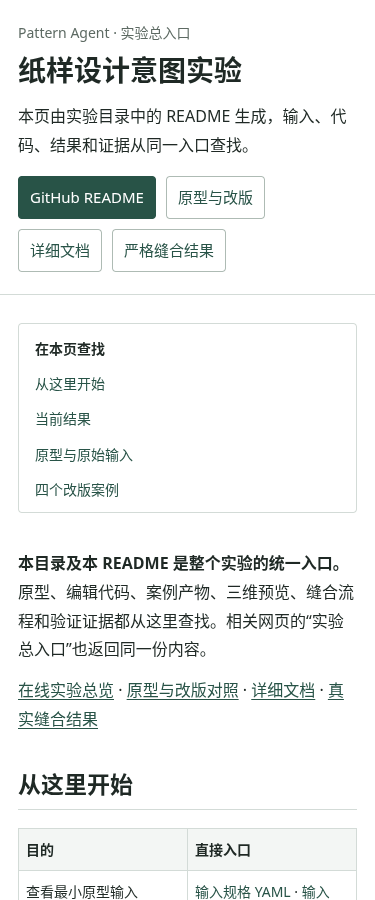 Pattern Agent · 实验总入口
纸样设计意图实验
本页由实验目录中的 README 生成，输入、代
码、结果和证据从同一入口查找。
GitHub README
原型与改版
详细文档
严格缝合结果
在本页查找
从这里开始
当前结果
原型与原始输入
四个改版案例
本目录及本 README 是整个实验的统一入口。
原型、编辑代码、案例产物、三维预览、缝合流
程和验证证据都从这里查找。相关网页的“实验
总入口”也返回同一份内容。
在线实验总览 · 原型与改版对照 · 详细文档 · 真
实缝合结果
从这里开始
目的 直接入口
查看最小原型输入 输入规格 YAML · 输入